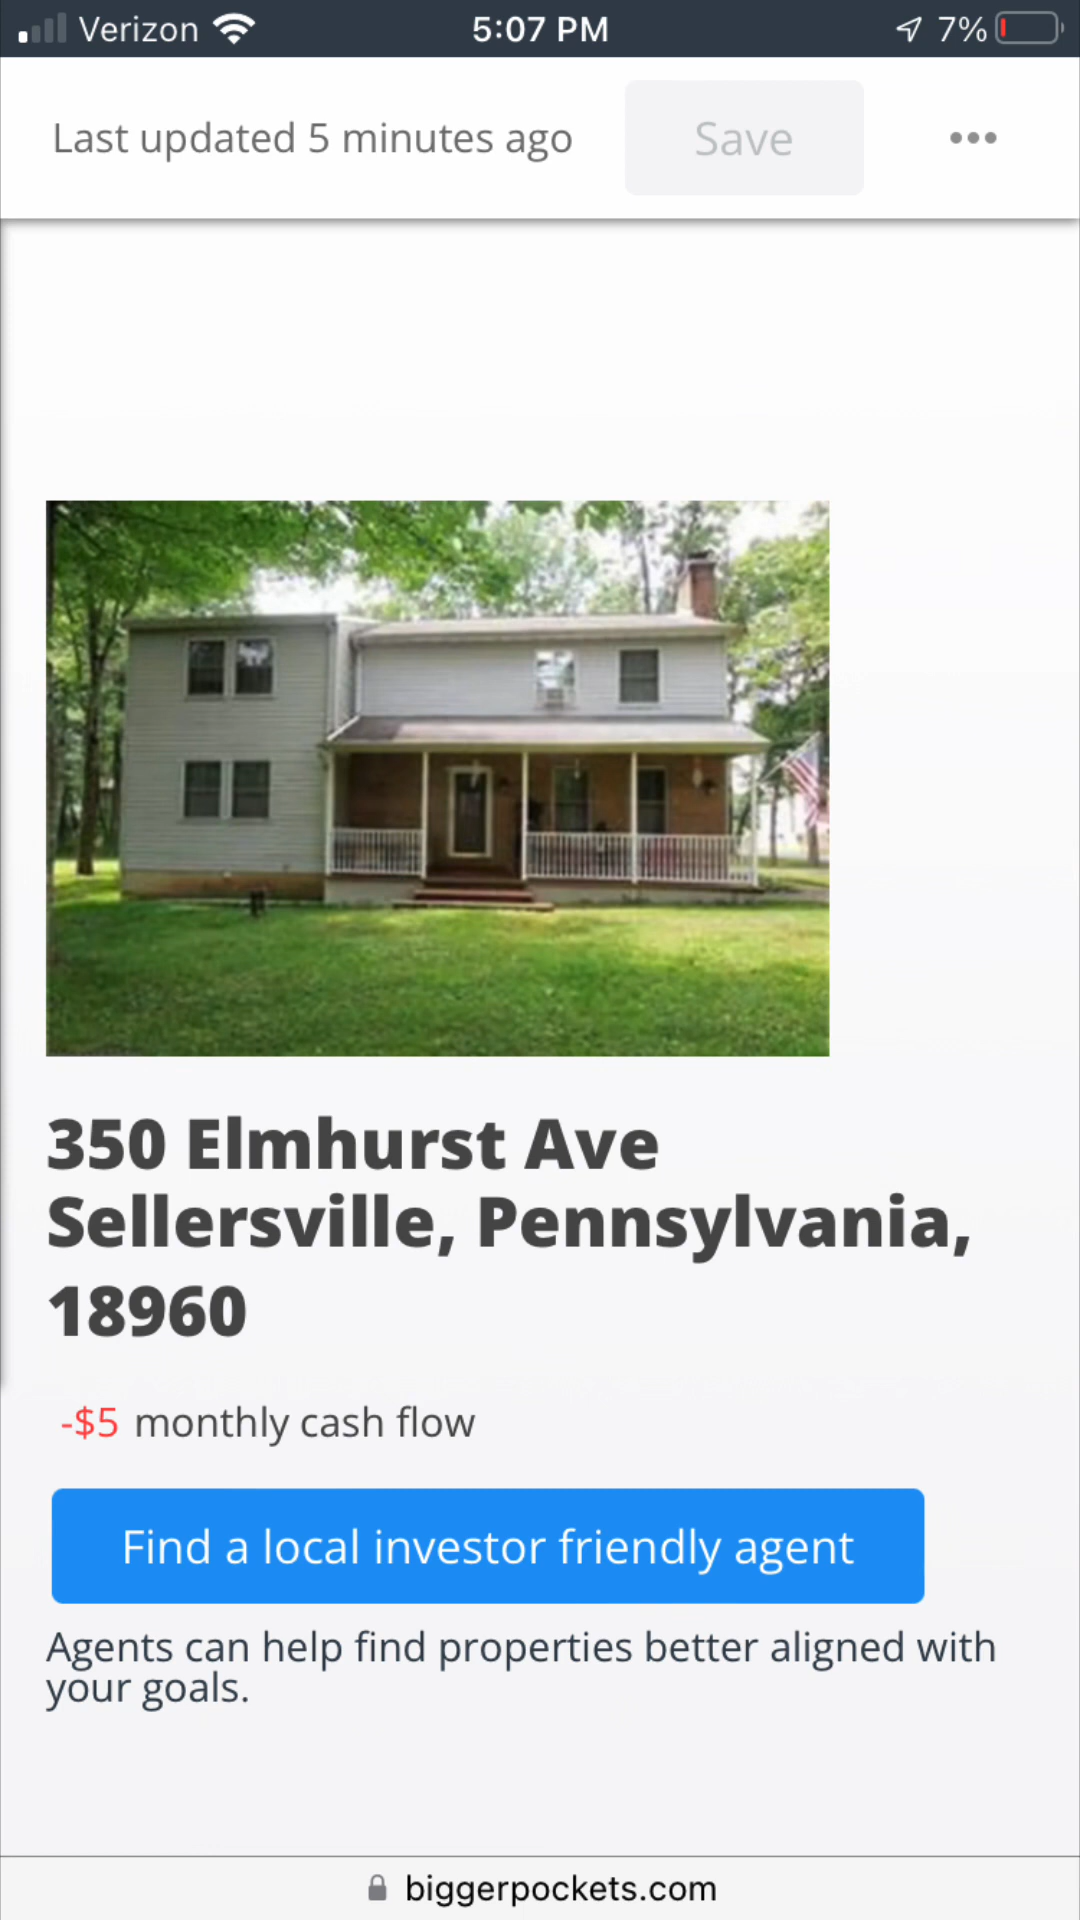 Verizon 5:07 PM 7%
Last updated 5 minutes ago Save
350 Elmhurst Ave
Sellersville, Pennsylvania,
18960
-$5 monthly cash flow
Find a local investor friendly agent
Agents can help find properties better aligned with
your goals.
biggerpockets.com